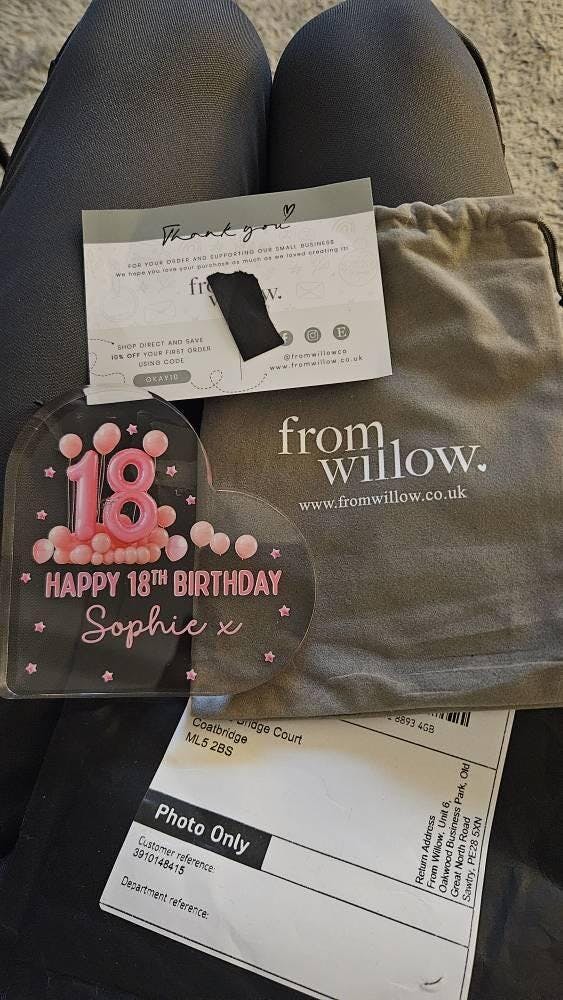 Thank you
FOR YOUR ORDER AND SUPPORTING OUR SMALL BUSINESS
We hope you love your purchase as much as we loved creating it!
SHOP DIRECT AND SAVE
10% OFF YOUR FIRST ORDER
USING CODE
OKAY10
@fromwillowco
www.fromwillow.co.uk
from
willow.
www.fromwillow.co.uk
18
HAPPY 18TH BIRTHDAY
Sophie x
Bridge Court
Coatbridge
ML5 2BS
8893 4GB
Photo Only
Customer reference:
3910148415
Department reference:
Return Address
From Willow, Unit 6,
Oakwood Business Park, Old
Great North Road
Sawtry, PE28 5XN